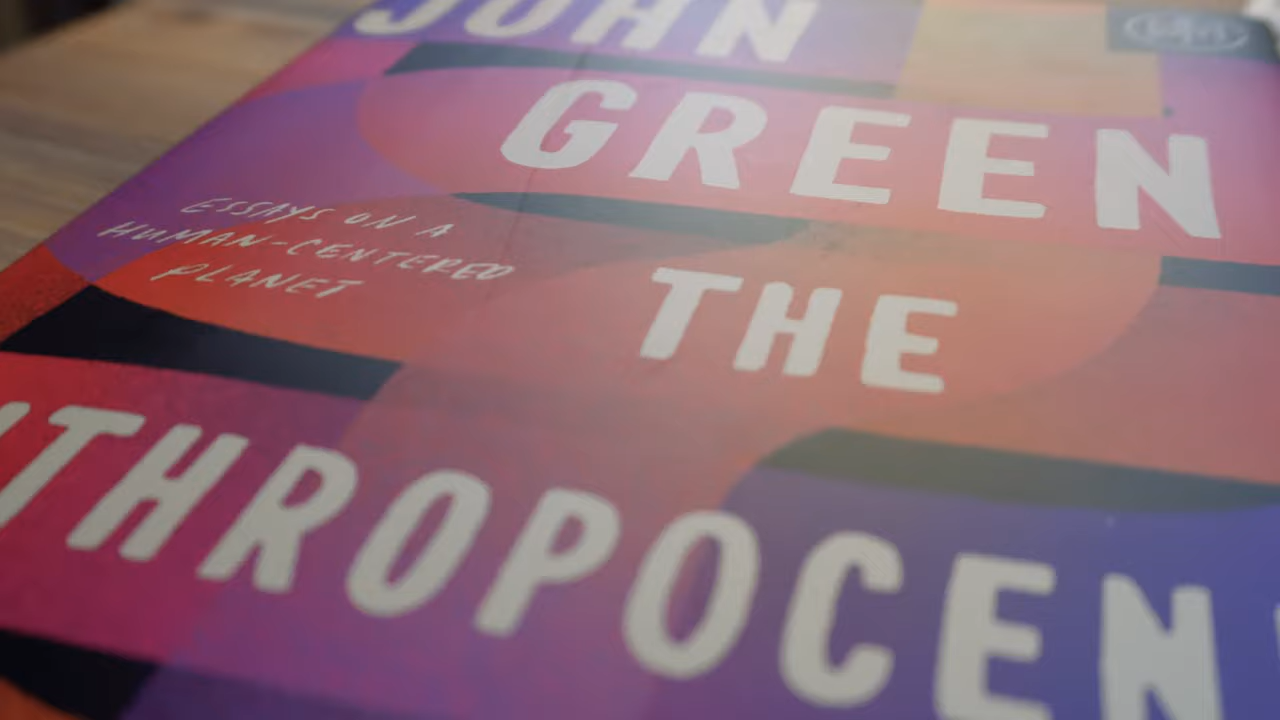 JOHN
GREEN
ESSAYS ON A
HUMAN-CENTERED
PLANET
THE
THROPOCEN